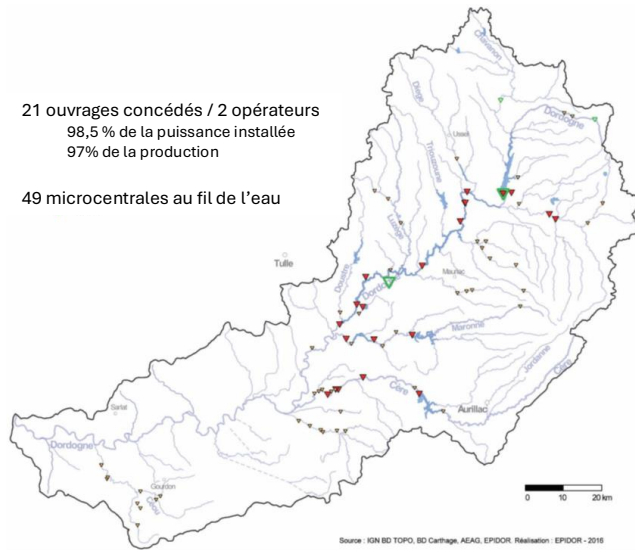 21 ouvrages concédés / 2 opérateurs
98,5 % de la puissance installée
97% de la production
49 microcentrales au fil de l'eau
Chavanon
Diège
Dordogne
Ussel
Triouzoune
Luzège
Tulle
Doustre
Dordogne
Mauriac
Maronne
Jordanne
Cère
Cère
Aurillac
Sarlat
Dordogne
Gourdon
Céou
0 10 20 km
Source : IGN BD TOPO, BD Carthage, AEAG, EPIDOR. Réalisation : EPIDOR - 2016